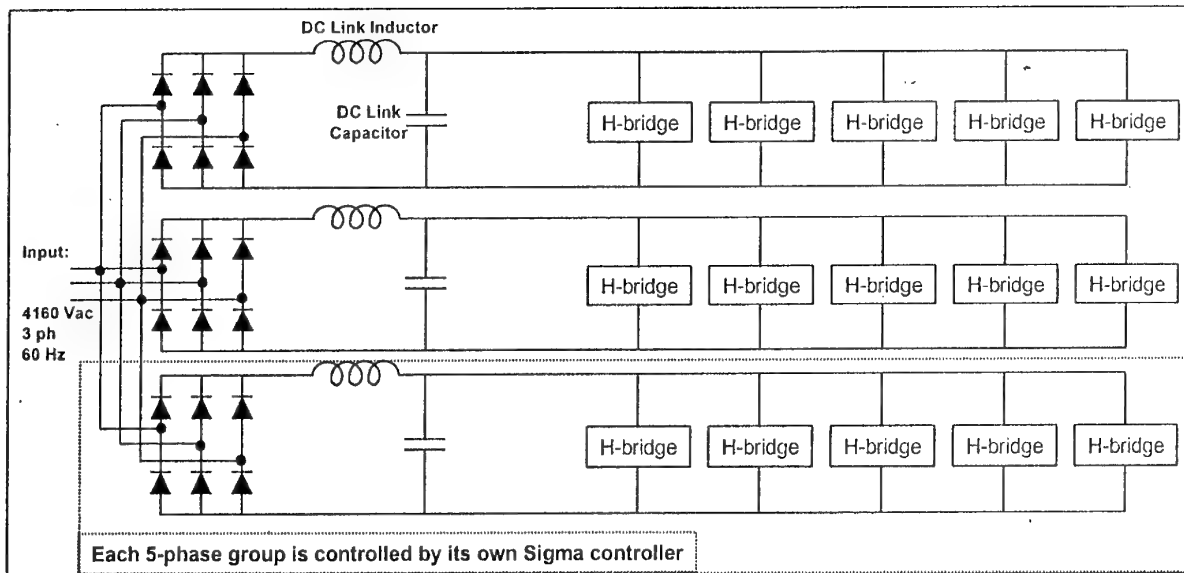 DC Link Inductor
DC Link
Capacitor
H-bridge H-bridge H-bridge H-bridge H-bridge
Input:
4160 Vac
3 ph
60 Hz
H-bridge H-bridge H-bridge H-bridge H-bridge
H-bridge H-bridge H-bridge H-bridge H-bridge
Each 5-phase group is controlled by its own Sigma controller